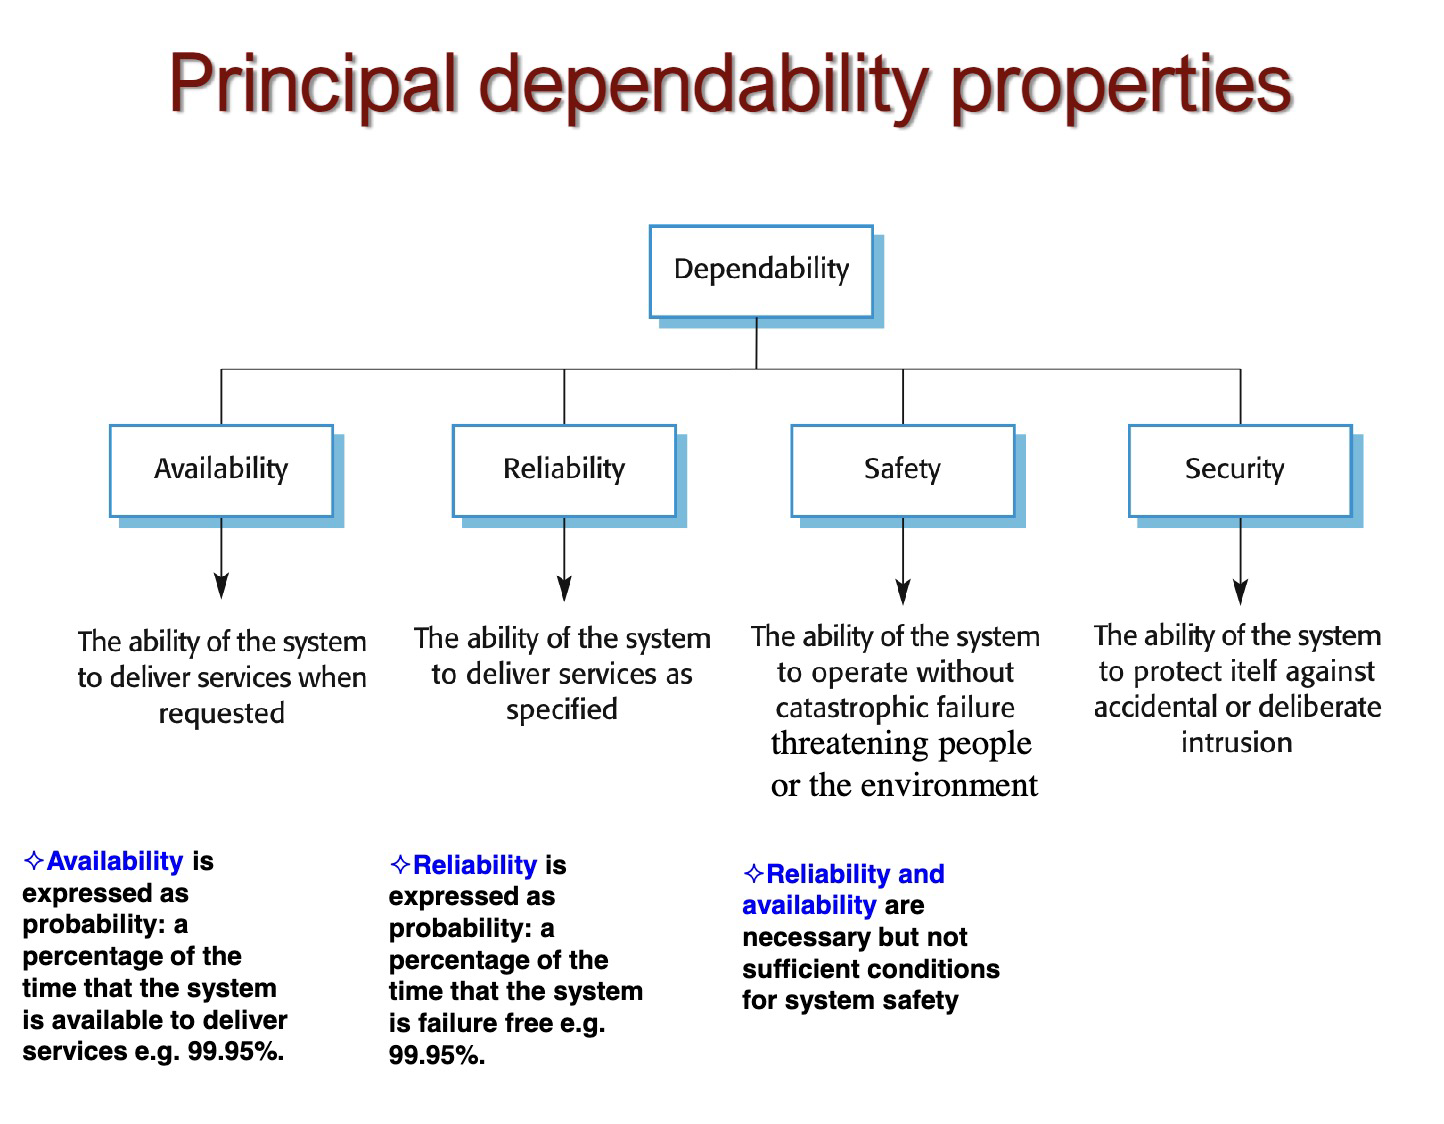 Principal dependability properties
Dependability
Availability
Reliability
Safety
Security
The ability of the system
to deliver services when
requested
The ability of the system
to deliver services as
specified
The ability of the system
to operate without
catastrophic failure
threatening people
or the environment
The ability of the system
to protect itelf against
accidental or deliberate
intrusion
✧Availability is
expressed as
probability: a
percentage of the
time that the system
is available to deliver
services e.g. 99.95%.
✧Reliability is
expressed as
probability: a
percentage of the
time that the system
is failure free e.g.
99.95%.
✧Reliability and
availability are
necessary but not
sufficient conditions
for system safety